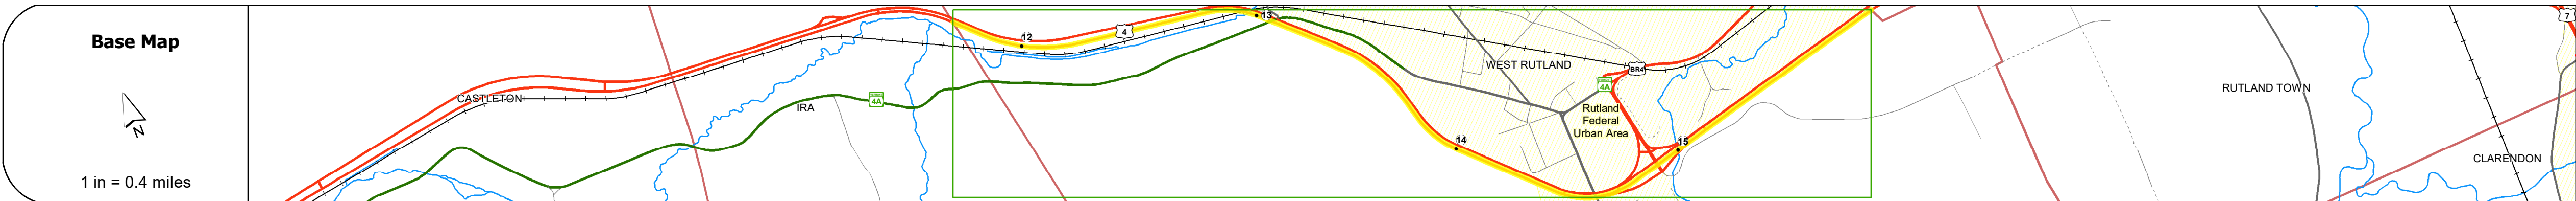 Base Map
N
1 in = 0.4 miles
CASTLETON
IRA
4A
12
4
13
WEST RUTLAND
BR4
4A
Rutland
Federal
Urban Area
14
15
RUTLAND TOWN
CLARENDON
7